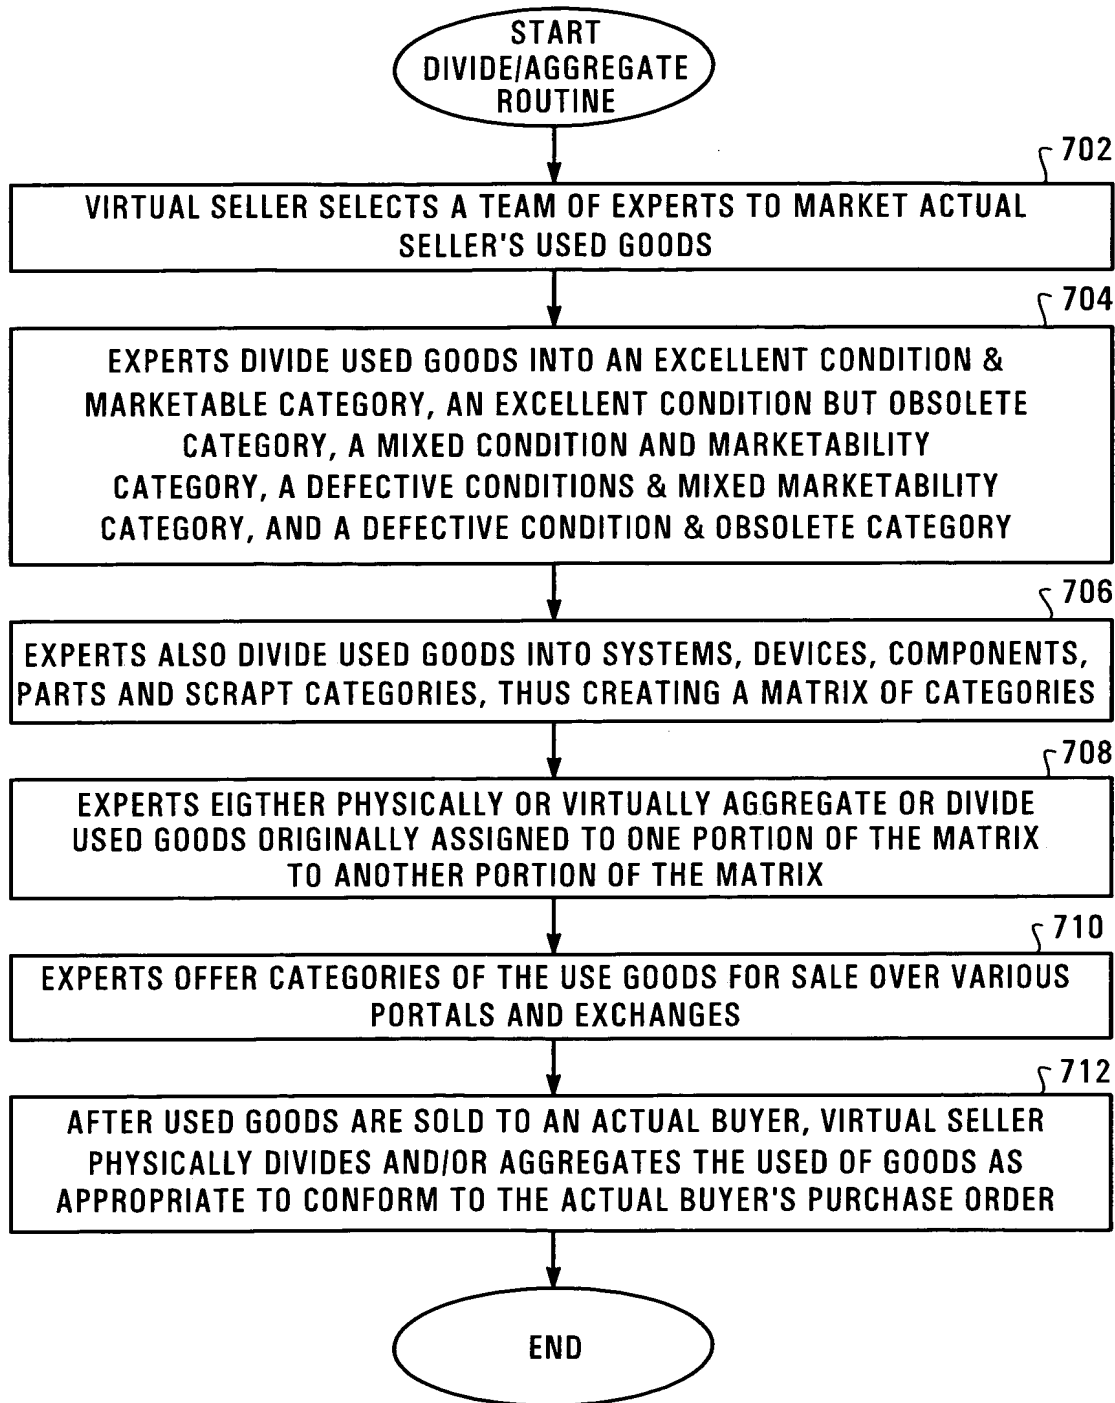 START
DIVIDE/AGGREGATE
ROUTINE
702
VIRTUAL SELLER SELECTS A TEAM OF EXPERTS TO MARKET ACTUAL
SELLER'S USED GOODS
704
EXPERTS DIVIDE USED GOODS INTO AN EXCELLENT CONDITION &
MARKETABLE CATEGORY, AN EXCELLENT CONDITION BUT OBSOLETE
CATEGORY, A MIXED CONDITION AND MARKETABILITY
CATEGORY, A DEFECTIVE CONDITIONS & MIXED MARKETABILITY
CATEGORY, AND A DEFECTIVE CONDITION & OBSOLETE CATEGORY
706
EXPERTS ALSO DIVIDE USED GOODS INTO SYSTEMS, DEVICES, COMPONENTS,
PARTS AND SCRAPT CATEGORIES, THUS CREATING A MATRIX OF CATEGORIES
708
EXPERTS EIGTHER PHYSICALLY OR VIRTUALLY AGGREGATE OR DIVIDE
USED GOODS ORIGINALLY ASSIGNED TO ONE PORTION OF THE MATRIX
TO ANOTHER PORTION OF THE MATRIX
710
EXPERTS OFFER CATEGORIES OF THE USE GOODS FOR SALE OVER VARIOUS
PORTALS AND EXCHANGES
712
AFTER USED GOODS ARE SOLD TO AN ACTUAL BUYER, VIRTUAL SELLER
PHYSICALLY DIVIDES AND/OR AGGREGATES THE USED OF GOODS AS
APPROPRIATE TO CONFORM TO THE ACTUAL BUYER'S PURCHASE ORDER
END